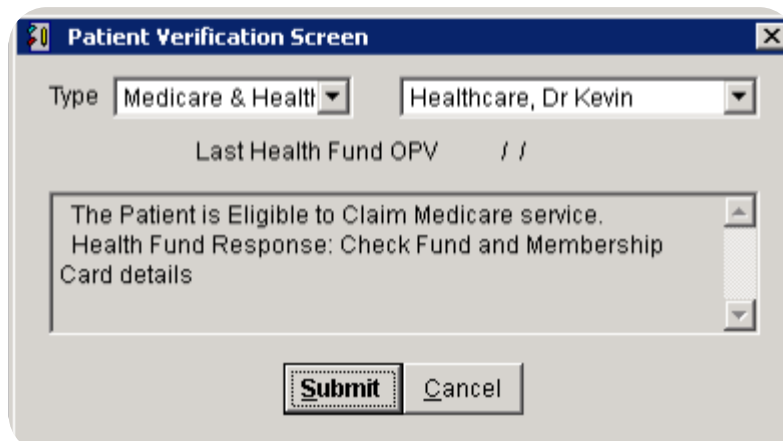 Patient Verification Screen
Type Medicare & Healt Healthcare, Dr Kevin
Last Health Fund OPV / /
The Patient is Eligible to Claim Medicare service.
Health Fund Response: Check Fund and Membership
Card details
Submit Cancel